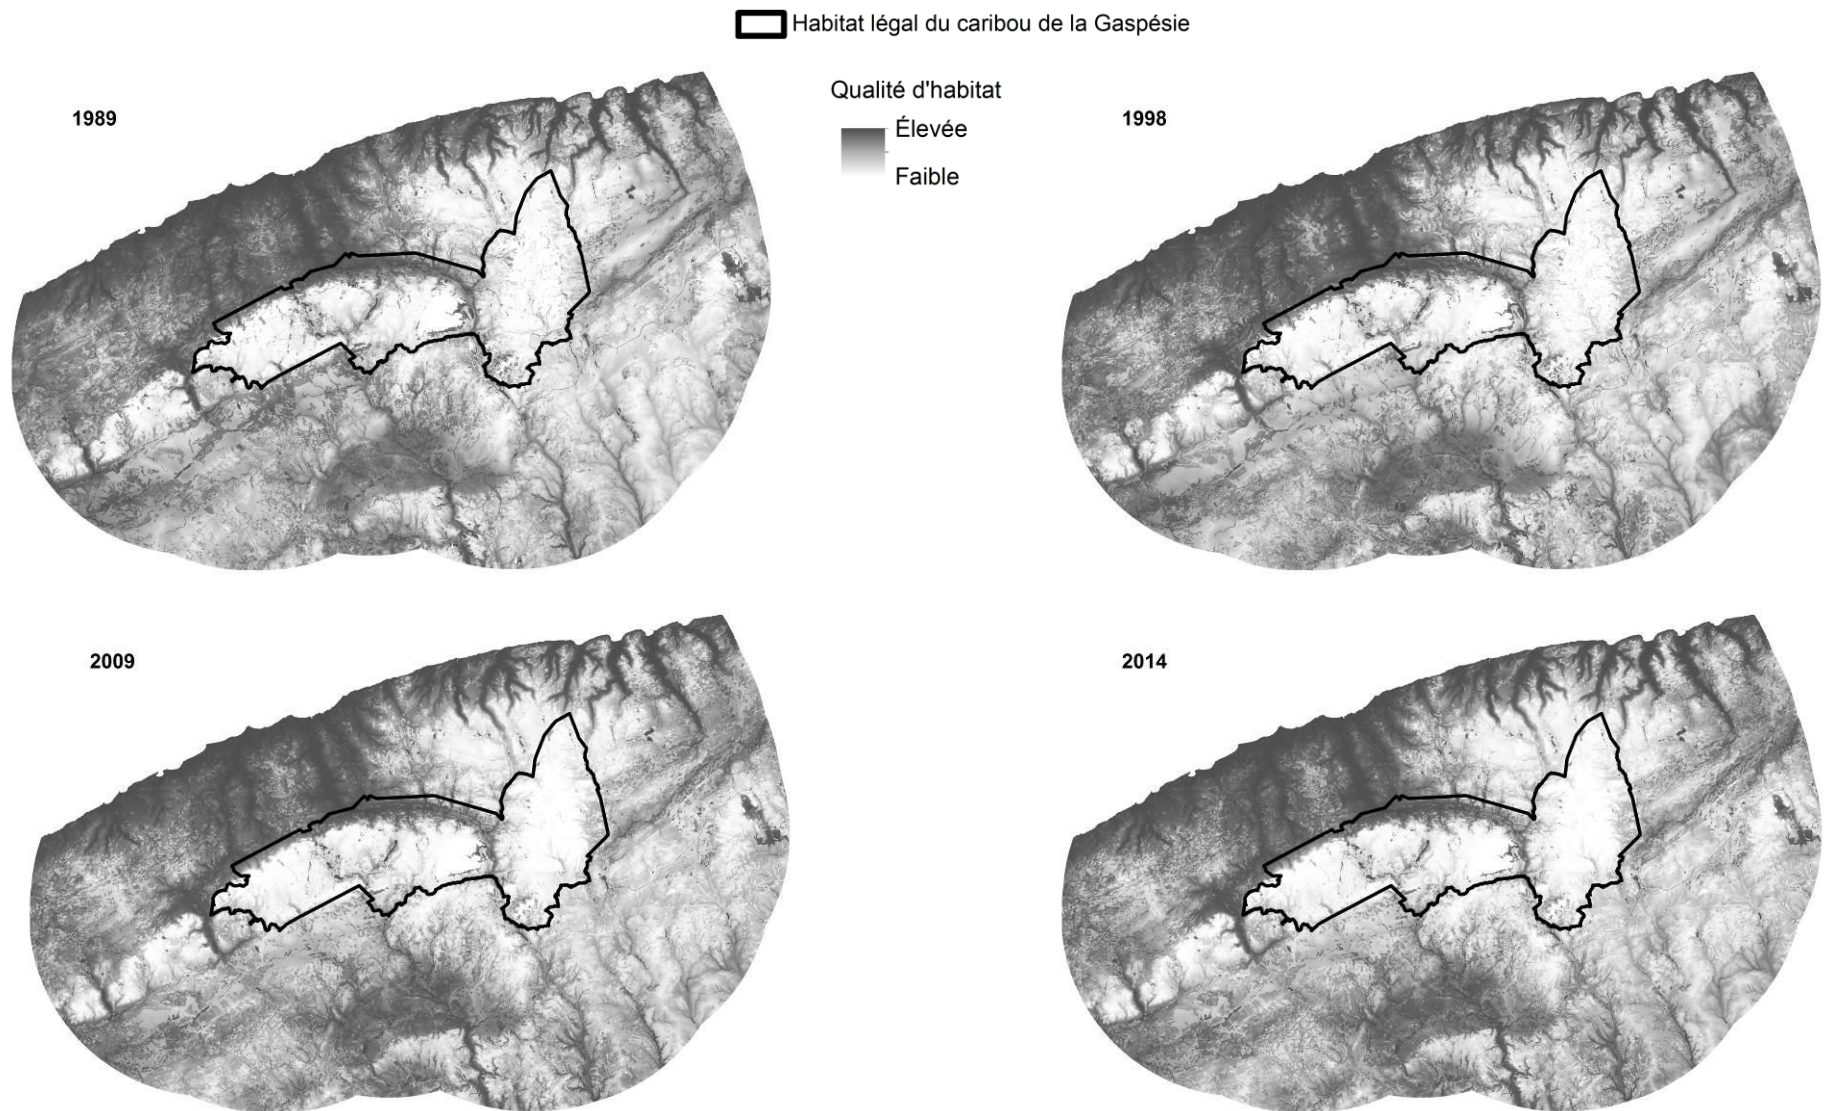 Habitat légal du caribou de la Gaspésie
Qualité d'habitat
Élevée
Faible
1989
1998
2009
2014